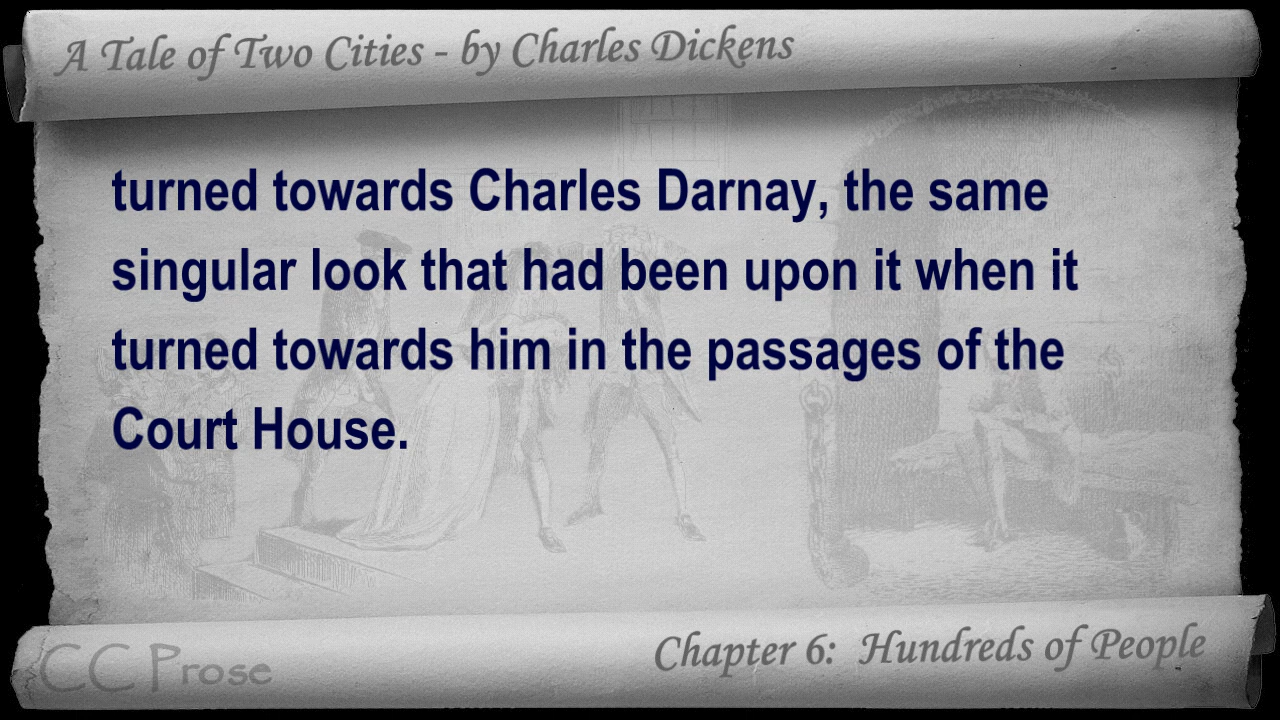 A Tale of Two Cities - by Charles Dickens
turned towards Charles Darnay, the same
singular look that had been upon it when it
turned towards him in the passages of the
Court House.
CC Prose
Chapter 6: Hundreds of People